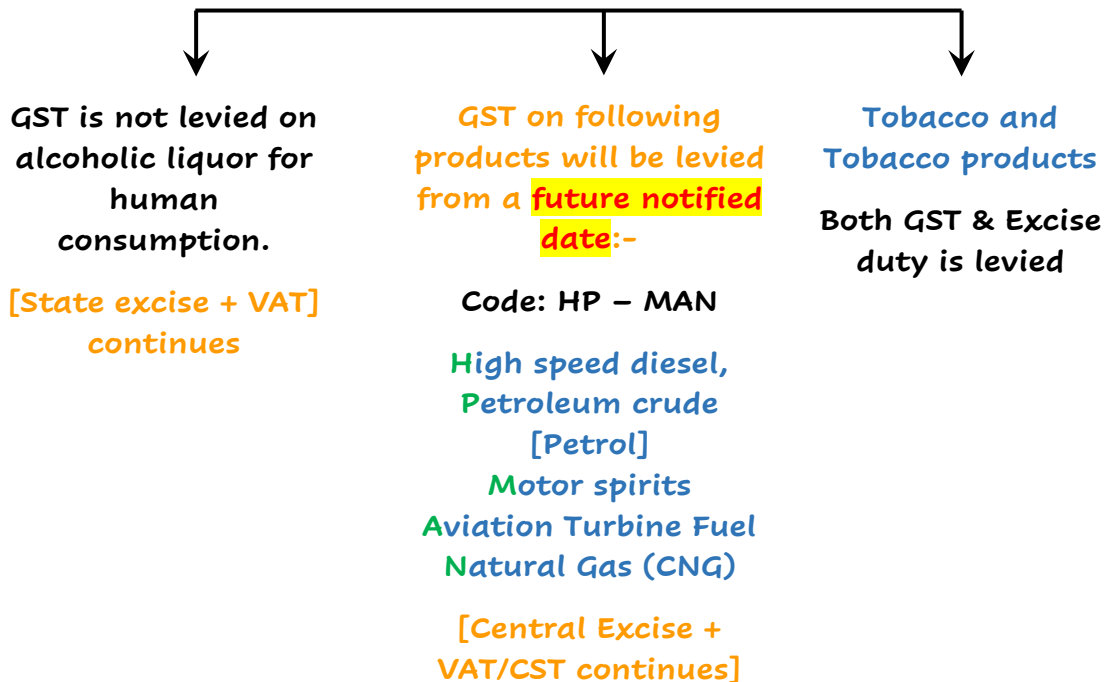 GST is not levied on
alcoholic liquor for
human
consumption.
[State excise + VAT]
continues
GST on following
products will be levied
from a future notified
date:-
Code: HP – MAN
High speed diesel,
Petroleum crude
[Petrol]
Motor spirits
Aviation Turbine Fuel
Natural Gas (CNG)
[Central Excise +
VAT/CST continues]
Tobacco and
Tobacco products
Both GST & Excise
duty is levied